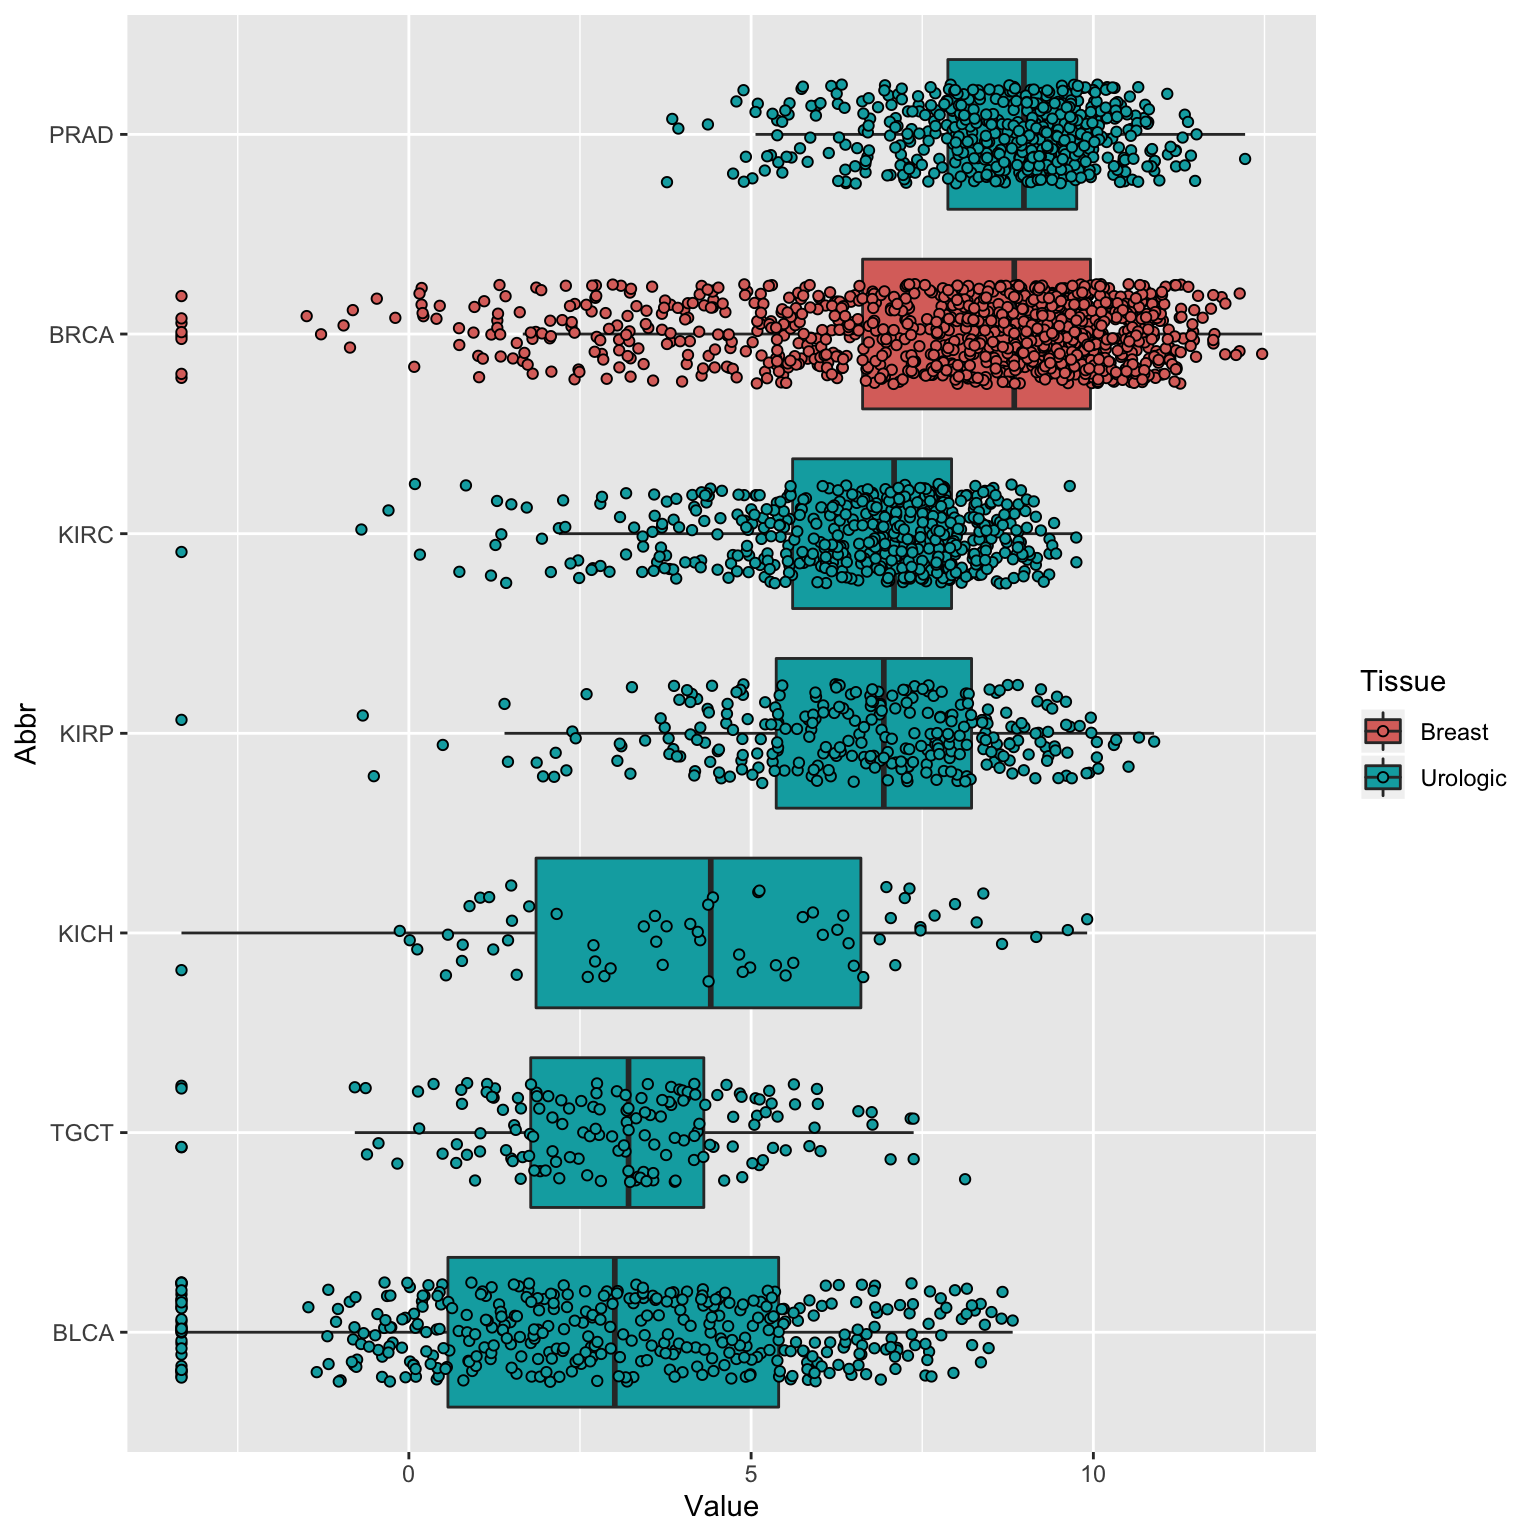 PRAD
BRCA
KIRC
KIRP
KICH
TGCT
BLCA
Abbr
0 5 10
Value
Tissue
Breast
Urologic